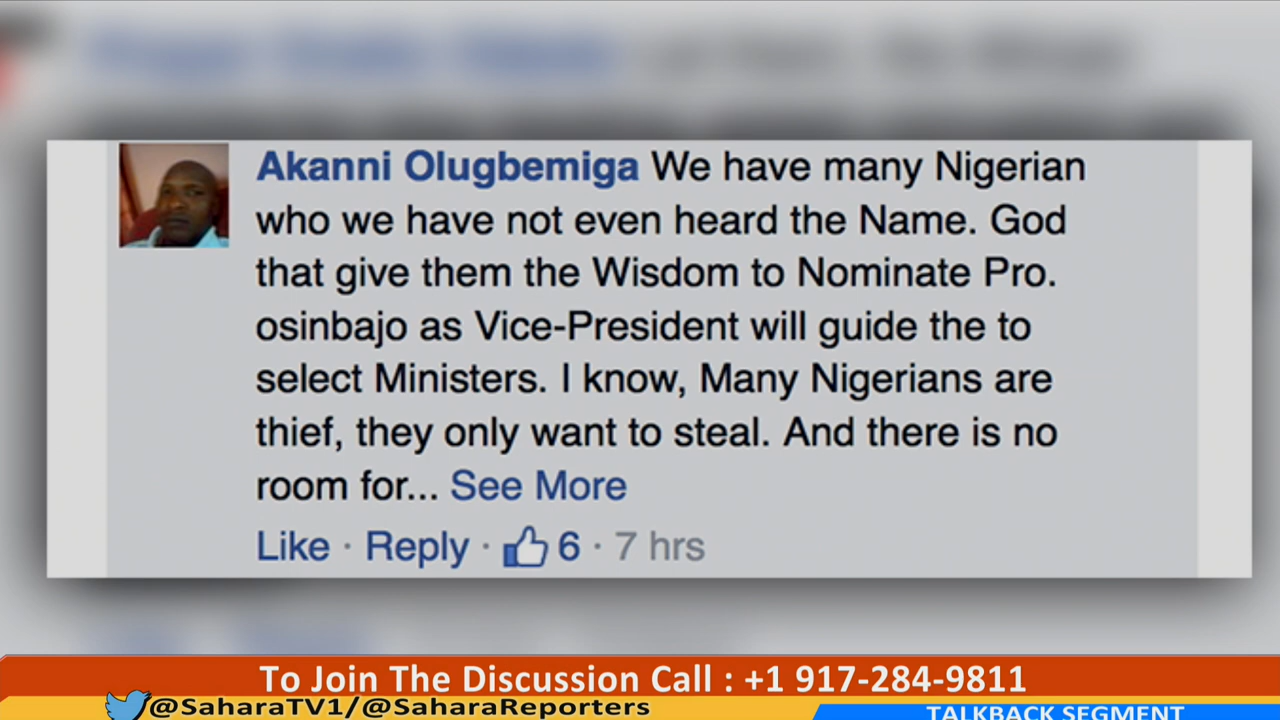 Akanni Olugbemiga We have many Nigerian
who we have not even heard the Name. God
that give them the Wisdom to Nominate Pro.
osinbajo as Vice-President will guide the to
select Ministers. I know, Many Nigerians are
thief, they only want to steal. And there is no
room for... See More
Like · Reply · 6 · 7 hrs
To Join The Discussion Call : +1 917-284-9811
@SaharaTV1/@SaharaReporters
TALKBACK SEGMENT